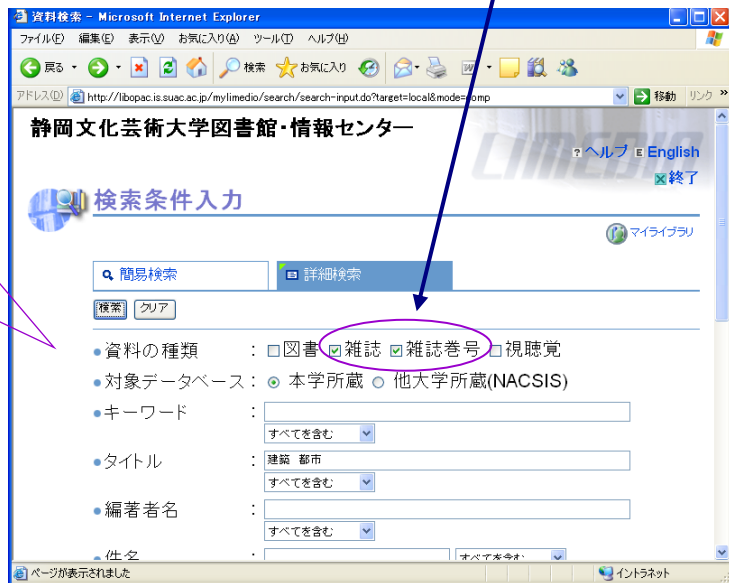 資料検索 - Microsoft Internet Explorer
ファイル(F) 編集(E) 表示(V) お気に入り(A) ツール(T) ヘルプ(H)
戻る 検索 お気に入り
アドレス(D) http://libopac.is.suac.ac.jp/mylimedio/search/search-input.do?target=local&mode=comp 移動 リンク »
静岡文化芸術大学図書館・情報センター
LIMEDIO
? ヘルプ E English
×終了
検索条件入力
マイライブラリ
簡易検索 詳細検索
検索 クリア
●資料の種類 : □図書 ☑雑誌 ☑雑誌巻号 □視聴覚
●対象データベース : ◉ 本学所蔵 ○ 他大学所蔵(NACSIS)
●キーワード :
すべてを含む
●タイトル : 建築 都市
すべてを含む
●編著者名 :
すべてを含む
●件名 : すべてを含む
ページが表示されました イントラネット